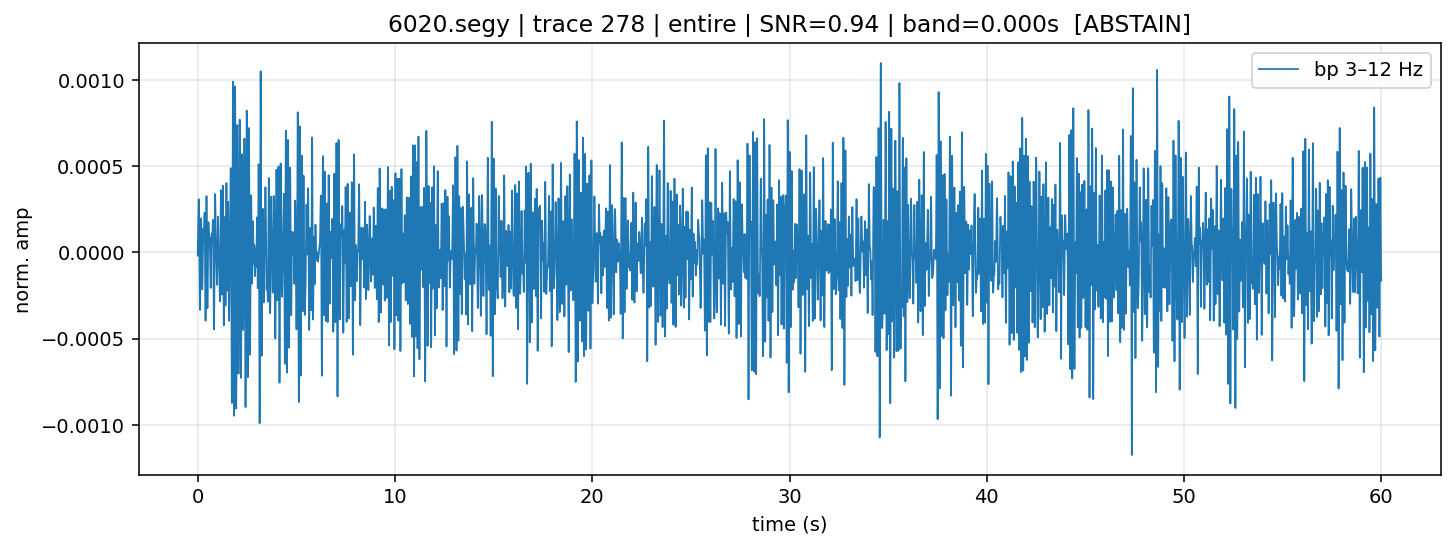 6020.segy | trace 278 | entire | SNR=0.94 | band=0.000s  [ABSTAIN]
bp 3–12 Hz
norm. amp
0.0010
0.0005
0.0000
−0.0005
−0.0010
0 10 20 30 40 50 60
time (s)